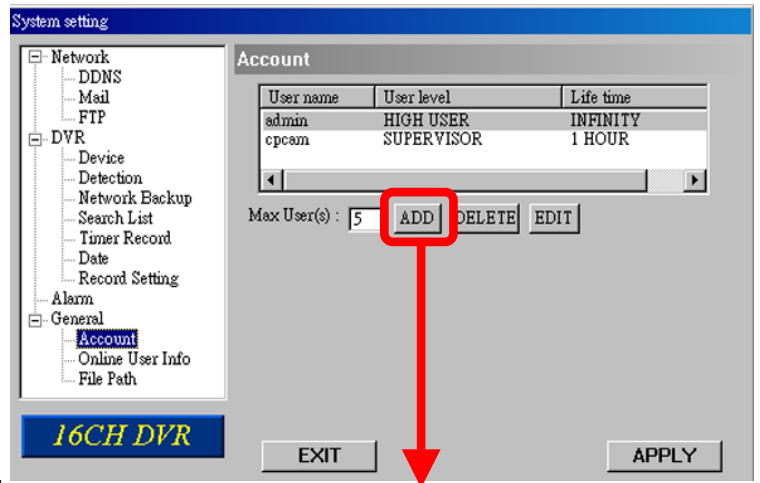 System setting
Network
DDNS
Mail
FTP
DVR
Device
Detection
Network Backup
Search List
Timer Record
Date
Record Setting
Alarm
General
Account
Online User Info
File Path
16CH DVR
Account
User name User level Life time
admin HIGH USER INFINITY
cpcam SUPERVISOR 1 HOUR
Max User(s) : 5 ADD DELETE EDIT
EXIT APPLY